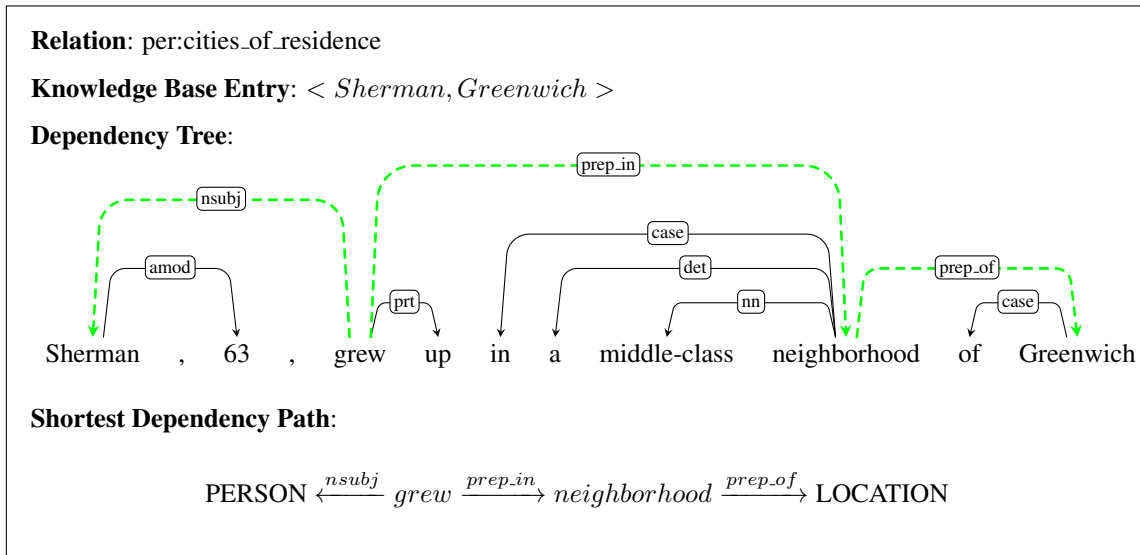 Relation: per:cities_of_residence
Knowledge Base Entry: < Sherman, Greenwich >
Dependency Tree:
prep_in
nsubj
case
amod det prep_of
prt nn case
Sherman , 63 , grew up in a middle-class neighborhood of Greenwich
Shortest Dependency Path:
nsubj prep_in prep_of
PERSON ← grew → neighborhood → LOCATION